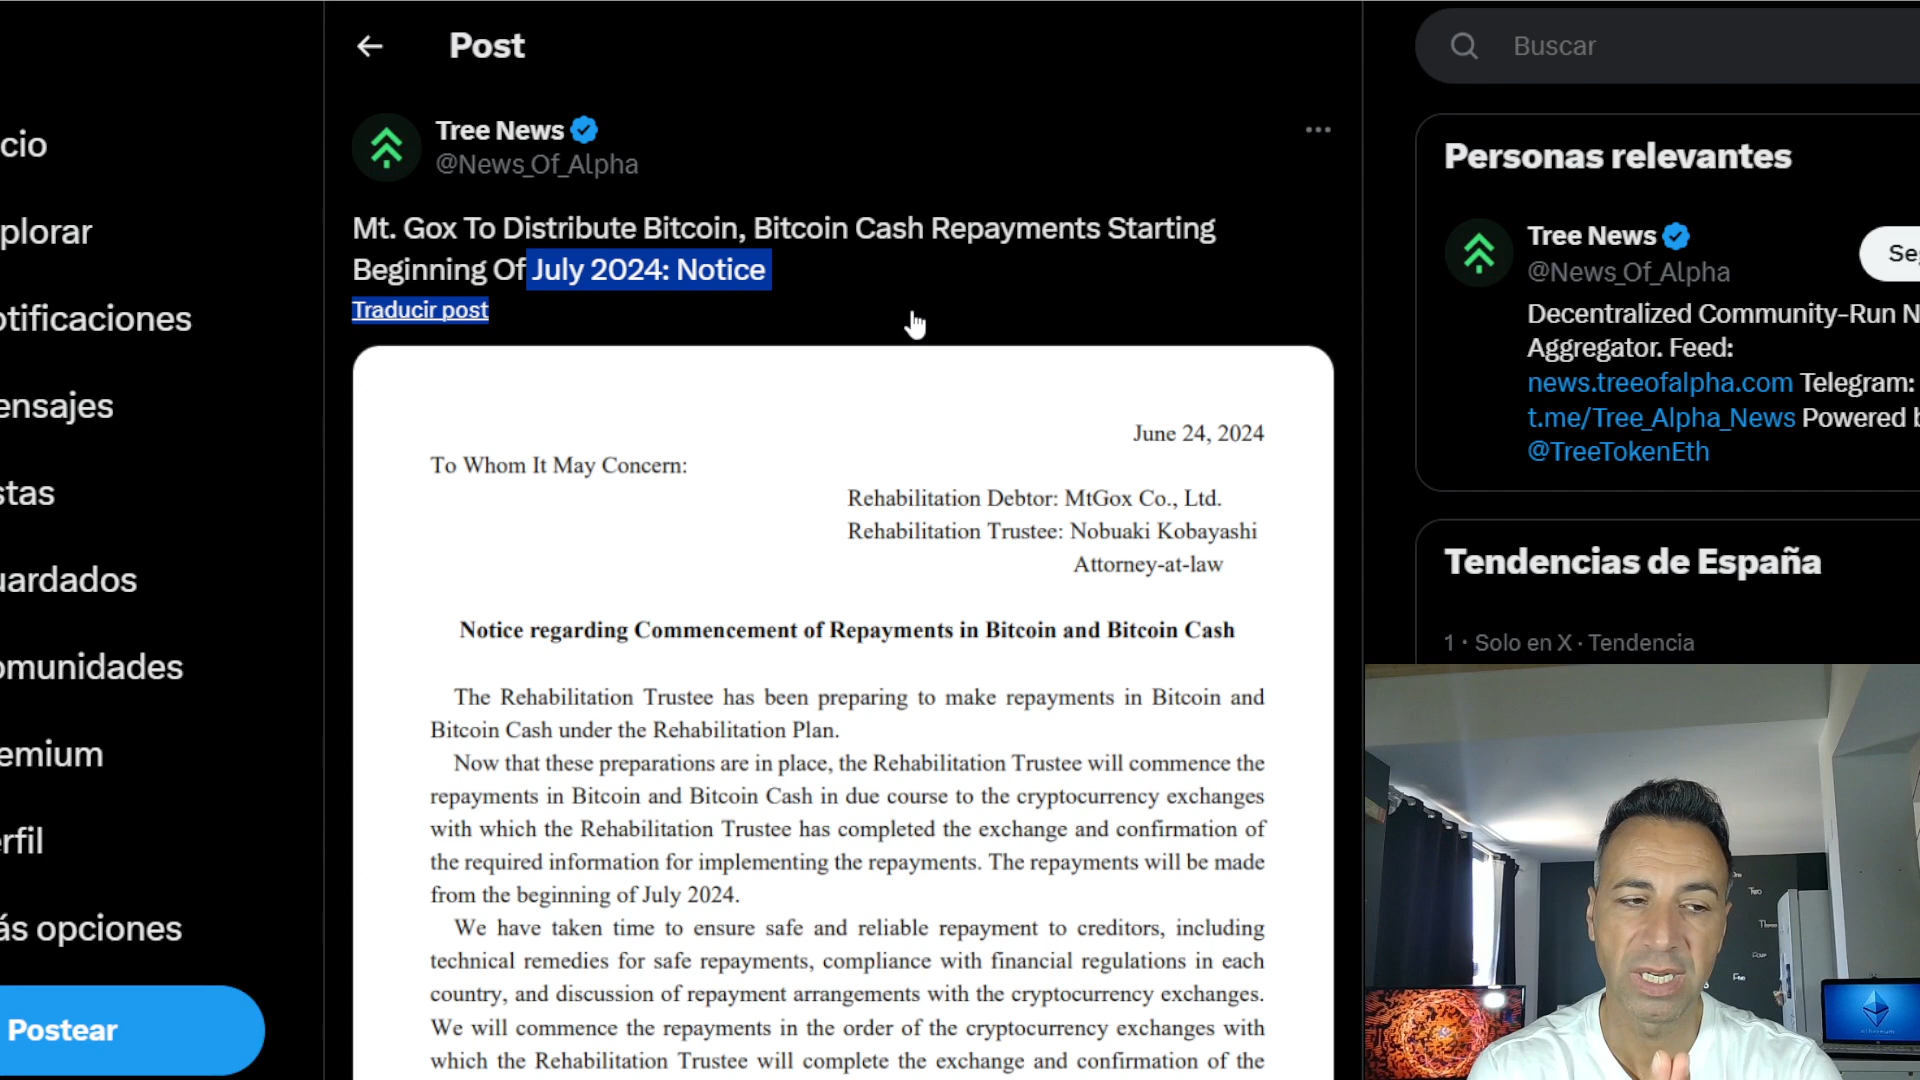 cio
plorar
otificaciones
ensajes
stas
uardados
omunidades
emium
erfil
ás opciones
Postear
Post
Tree News
@News_Of_Alpha
Mt. Gox To Distribute Bitcoin, Bitcoin Cash Repayments Starting
Beginning Of July 2024: Notice
Traducir post
June 24, 2024
To Whom It May Concern:
Rehabilitation Debtor: MtGox Co., Ltd.
Rehabilitation Trustee: Nobuaki Kobayashi
Attorney-at-law
Notice regarding Commencement of Repayments in Bitcoin and Bitcoin Cash
The Rehabilitation Trustee has been preparing to make repayments in Bitcoin and
Bitcoin Cash under the Rehabilitation Plan.
Now that these preparations are in place, the Rehabilitation Trustee will commence the
repayments in Bitcoin and Bitcoin Cash in due course to the cryptocurrency exchanges
with which the Rehabilitation Trustee has completed the exchange and confirmation of
the required information for implementing the repayments. The repayments will be made
from the beginning of July 2024.
We have taken time to ensure safe and reliable repayment to creditors, including
technical remedies for safe repayments, compliance with financial regulations in each
country, and discussion of repayment arrangements with the cryptocurrency exchanges.
We will commence the repayments in the order of the cryptocurrency exchanges with
which the Rehabilitation Trustee will complete the exchange and confirmation of the
Buscar
Personas relevantes
Tree News
@News_Of_Alpha
Se
Decentralized Community-Run N
Aggregator. Feed:
news.treeofalpha.com Telegram:
t.me/Tree_Alpha_News Powered b
@TreeTokenEth
Tendencias de España
1 · Solo en X · Tendencia